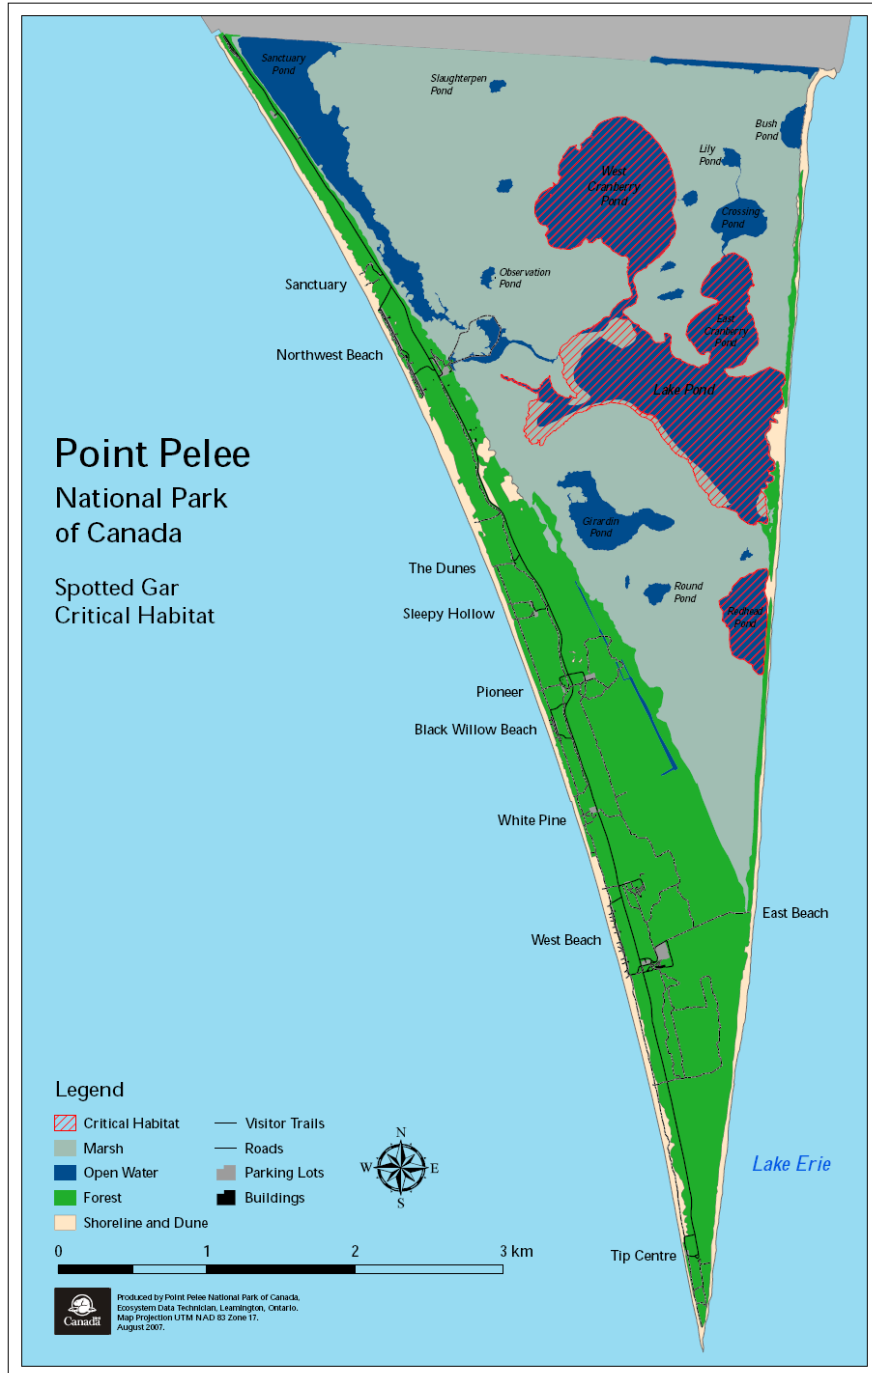 Sanctuary
Pond
Slaughterpen
Pond
Bush
Pond
Lily
Pond
West
Cranberry
Pond
Crossing
Pond
Observation
Pond
Sanctuary
East
Cranberry
Pond
Northwest Beach
Lake Pond
Point Pelee
National Park
of Canada
Spotted Gar
Critical Habitat
Girardin
Pond
The Dunes
Round
Pond
Sleepy Hollow
Redhead
Pond
Pioneer
Black Willow Beach
White Pine
East Beach
West Beach
Legend
Critical Habitat
Marsh
Open Water
Forest
Shoreline and Dune
Visitor Trails
Roads
Parking Lots
Buildings
N
W E
S
Lake Erie
0 1 2 3 km
Tip Centre
Canada
Produced by Point Pelee National Park of Canada,
Ecosystem Data Technician, Leamington, Ontario.
Map Projection UTM NAD 83 Zone 17.
August 2007.